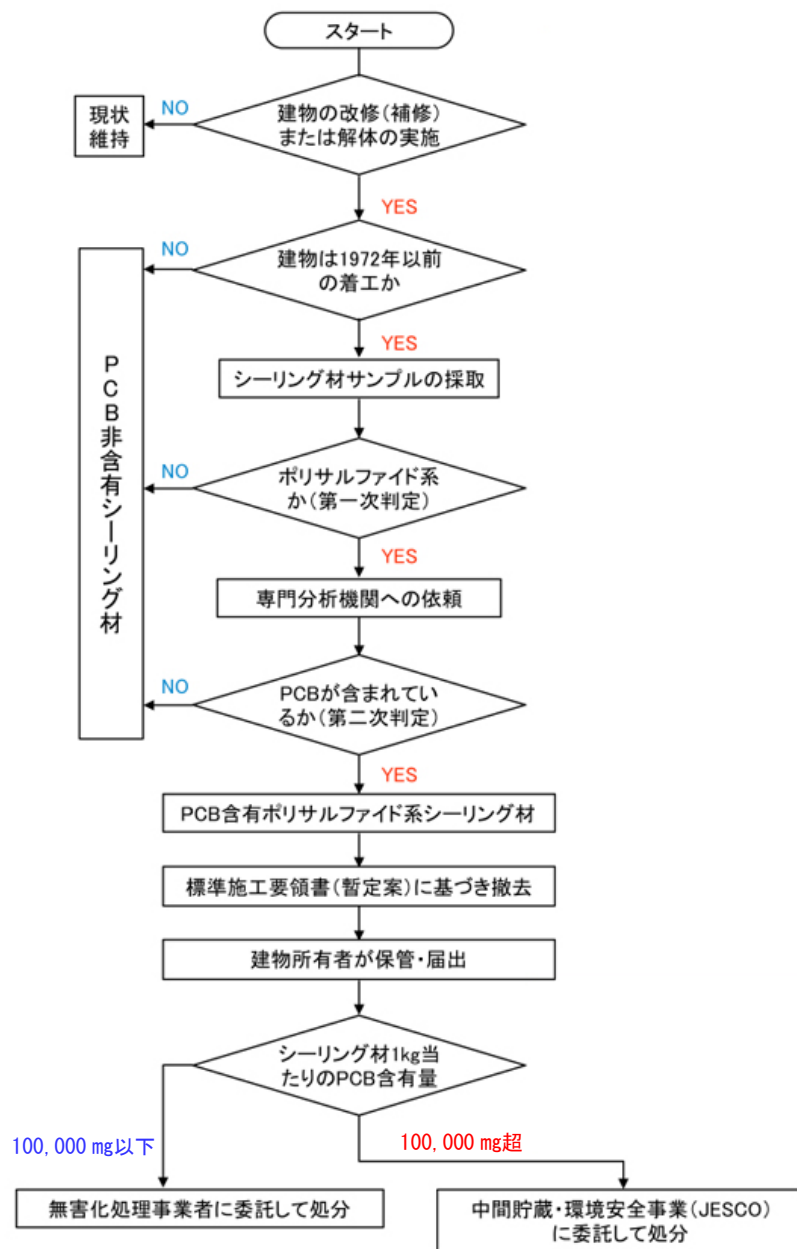 スタート
建物の改修(補修)
または解体の実施
NO
現状
維持
YES
建物は1972年以前
の着工か
NO
PCB非含有シーリング材
YES
シーリング材サンプルの採取
ポリサルファイド系
か(第一次判定)
NO
YES
専門分析機関への依頼
PCBが含まれてい
るか(第二次判定)
NO
YES
PCB含有ポリサルファイド系シーリング材
標準施工要領書(暫定案)に基づき撤去
建物所有者が保管・届出
シーリング材1kg当
たりのPCB含有量
100,000 mg以下
100,000 mg超
無害化処理事業者に委託して処分
中間貯蔵・環境安全事業(JESCO)
に委託して処分